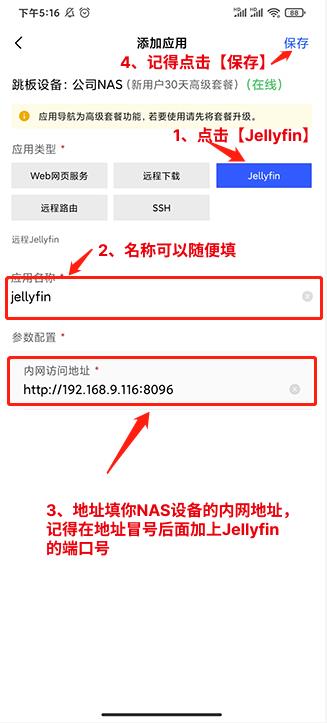 下午5:16
88
添加应用
保存
4、记得点击【保存】
跳板设备：公司NAS（新用户30天高级套餐）（在线）
应用导航为高级套餐功能，若要使用请先将套餐升级。
1、点击【Jellyfin】
应用类型 *
Web网页服务
远程下载
Jellyfin
远程路由
SSH
远程Jellyfin
2、名称可以随便填
应用名称 *
jellyfin
参数配置 *
内网访问地址 *
http://192.168.9.116:8096
3、地址填你NAS设备的内网地址，
记得在地址冒号后面加上Jellyfin
的端口号